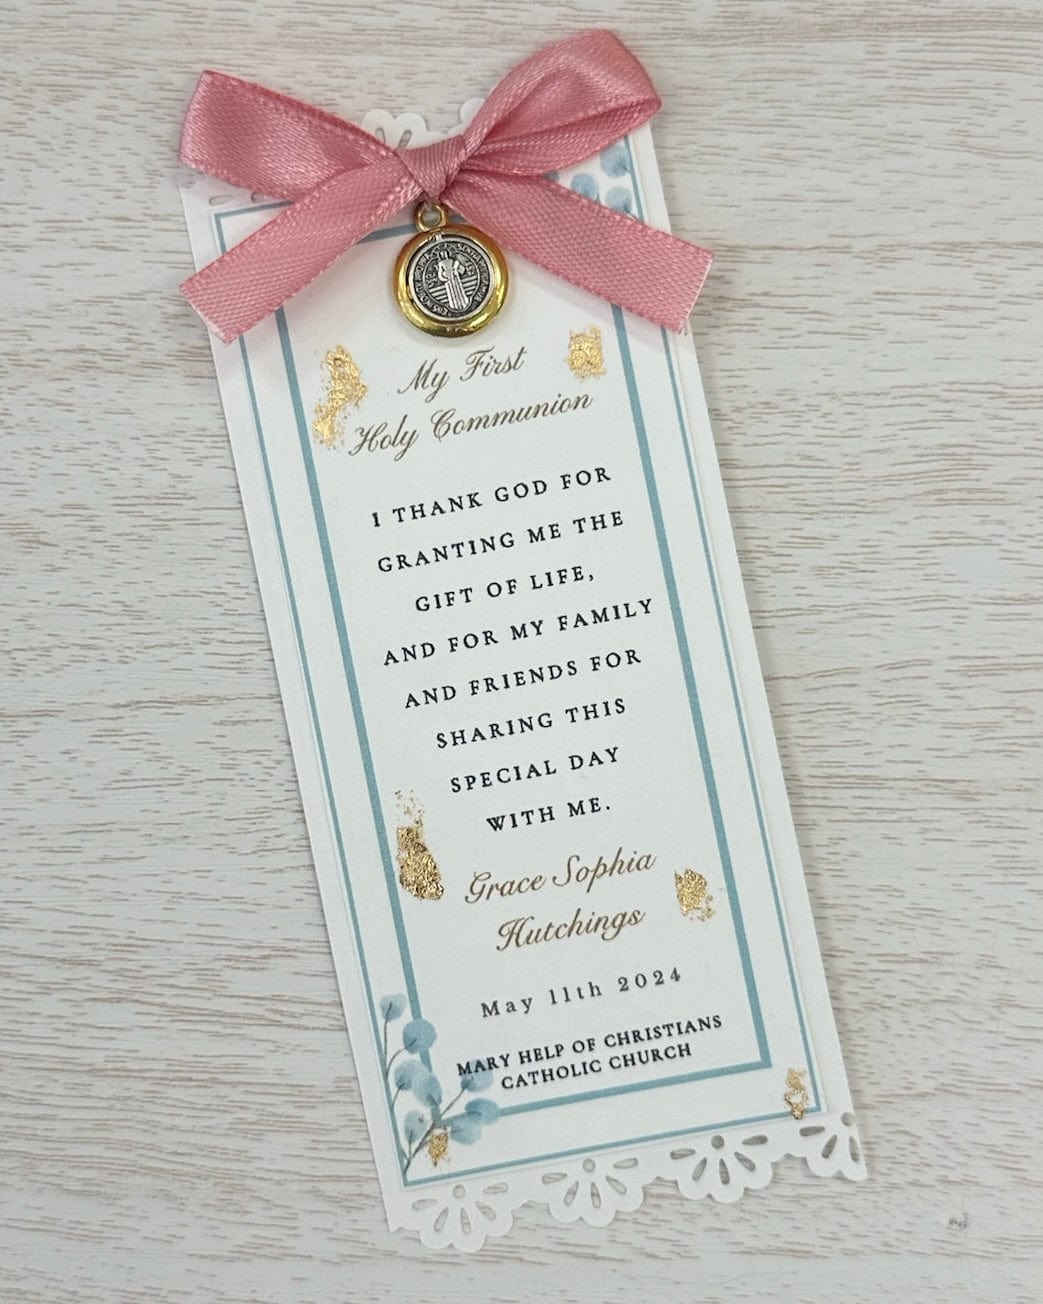 My First
Holy Communion
I THANK GOD FOR
GRANTING ME THE
GIFT OF LIFE,
AND FOR MY FAMILY
AND FRIENDS FOR
SHARING THIS
SPECIAL DAY
WITH ME.
Grace Sophia
Hutchings
May 11th 2024
MARY HELP OF CHRISTIANS
CATHOLIC CHURCH